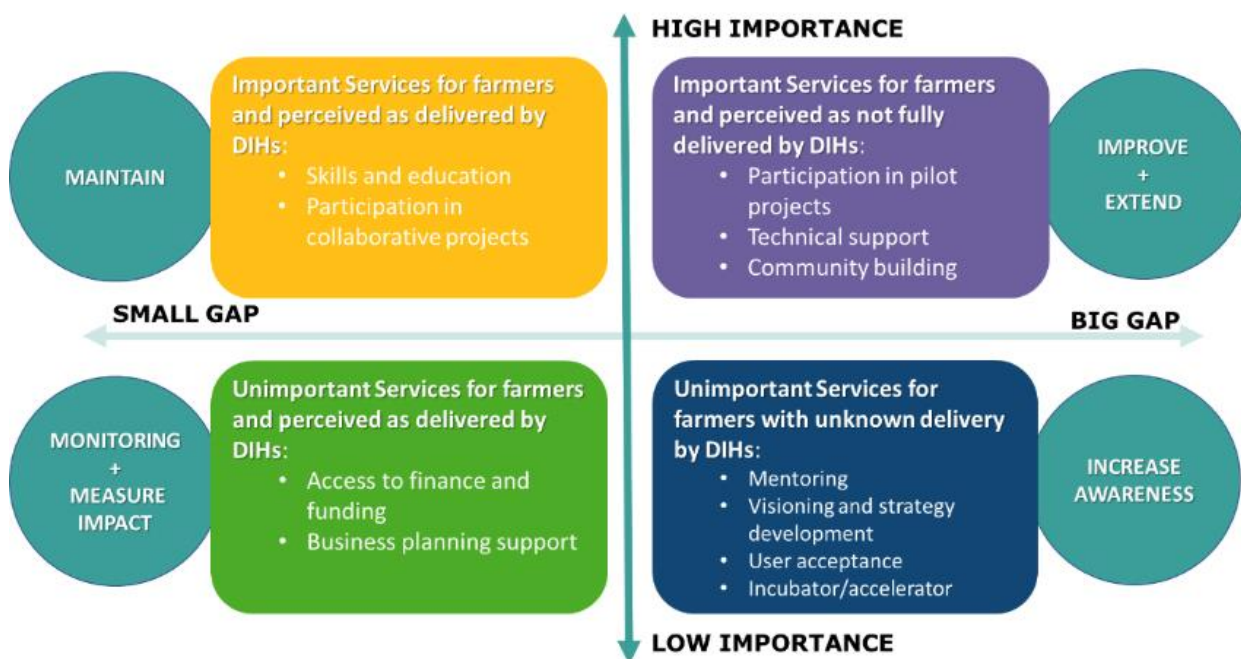 HIGH IMPORTANCE
MAINTAIN
Important Services for farmers
and perceived as delivered by
DIHs:
• Skills and education
• Participation in
collaborative projects
Important Services for farmers
and perceived as not fully
delivered by DIHs:
• Participation in pilot
projects
• Technical support
• Community building
IMPROVE
+
EXTEND
SMALL GAP
BIG GAP
MONITORING
+
MEASURE
IMPACT
Unimportant Services for farmers
and perceived as delivered by
DIHs:
• Access to finance and
funding
• Business planning support
Unimportant Services for
farmers with unknown delivery
by DIHs:
• Mentoring
• Visioning and strategy
development
• User acceptance
• Incubator/accelerator
INCREASE
AWARENESS
LOW IMPORTANCE